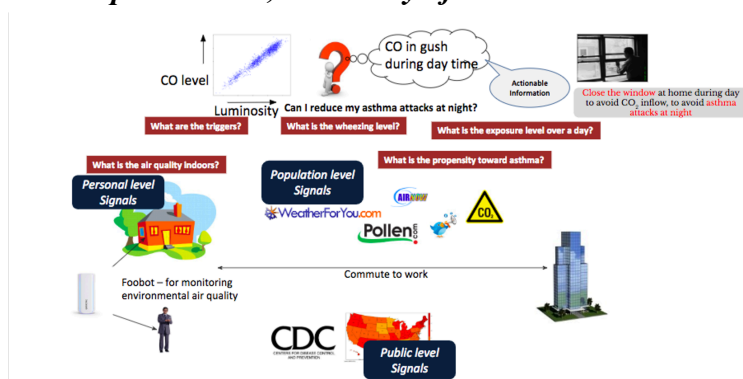 CO level
Luminosity
CO in gush
during day time
Actionable
Information
Close the window at home during day
to avoid CO2 inflow, to avoid asthma
attacks at night
Can I reduce my asthma attacks at night?
What are the triggers?
What is the wheezing level?
What is the exposure level over a day?
What is the air quality indoors?
What is the propensity toward asthma?
Personal level
Signals
Population level
Signals
WeatherForYou.com
AIRNOW
Pollen.com
CO2
Commute to work
Foobot – for monitoring
environmental air quality
CDC
CENTERS FOR DISEASE CONTROL
AND PREVENTION
Public level
Signals